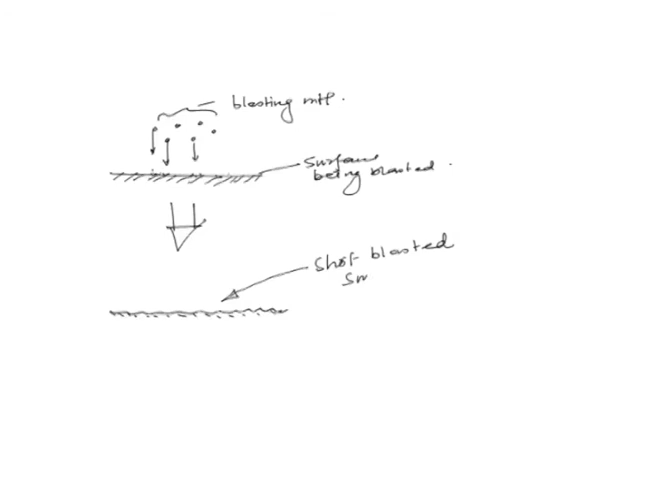 blasting mtl.
Surface
being blasted.
Shot blasted
Sur